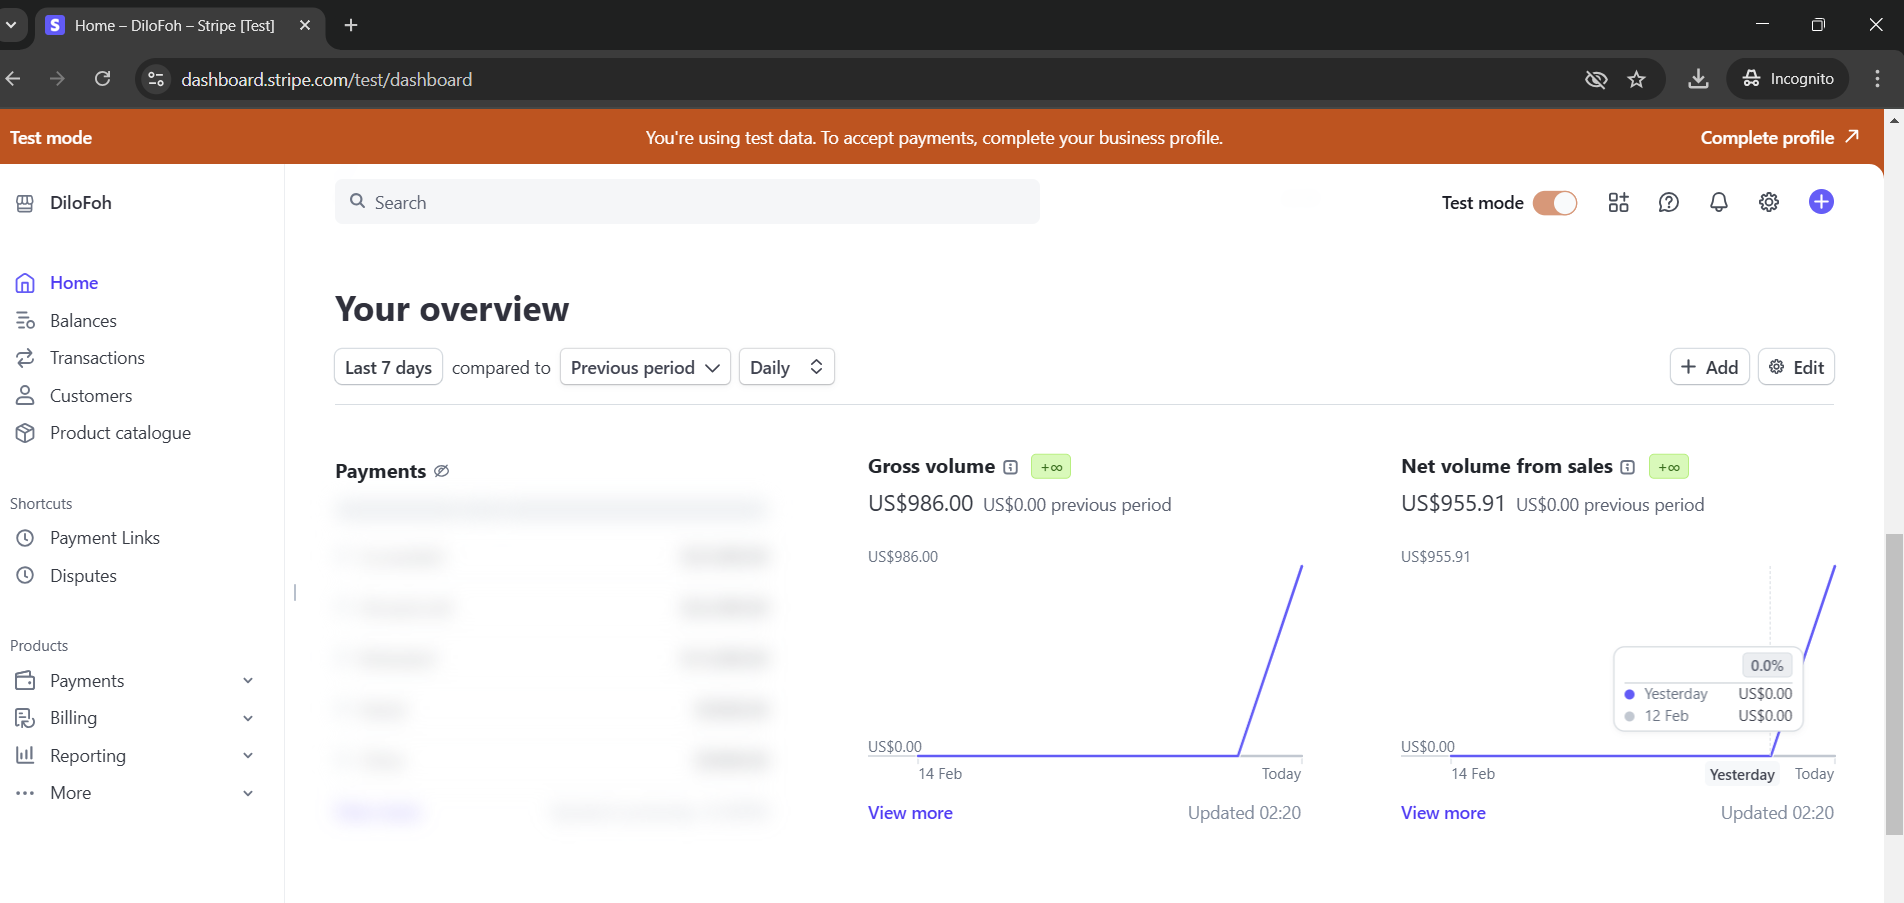 Home – DiloFoh – Stripe [Test]
dashboard.stripe.com/test/dashboard
Incognito
Test mode
You're using test data. To accept payments, complete your business profile.
Complete profile
DiloFoh
Search
Test mode
Home
Balances
Transactions
Customers
Product catalogue
Shortcuts
Payment Links
Disputes
Products
Payments
Billing
Reporting
More
Your overview
Last 7 days compared to Previous period Daily
Add
Edit
Payments
Gross volume +∞
US$986.00 US$0.00 previous period
US$986.00
US$0.00
14 Feb Today
View more Updated 02:20
Net volume from sales +∞
US$955.91 US$0.00 previous period
US$955.91
0.0%
Yesterday US$0.00
12 Feb US$0.00
US$0.00
14 Feb Yesterday Today
View more Updated 02:20